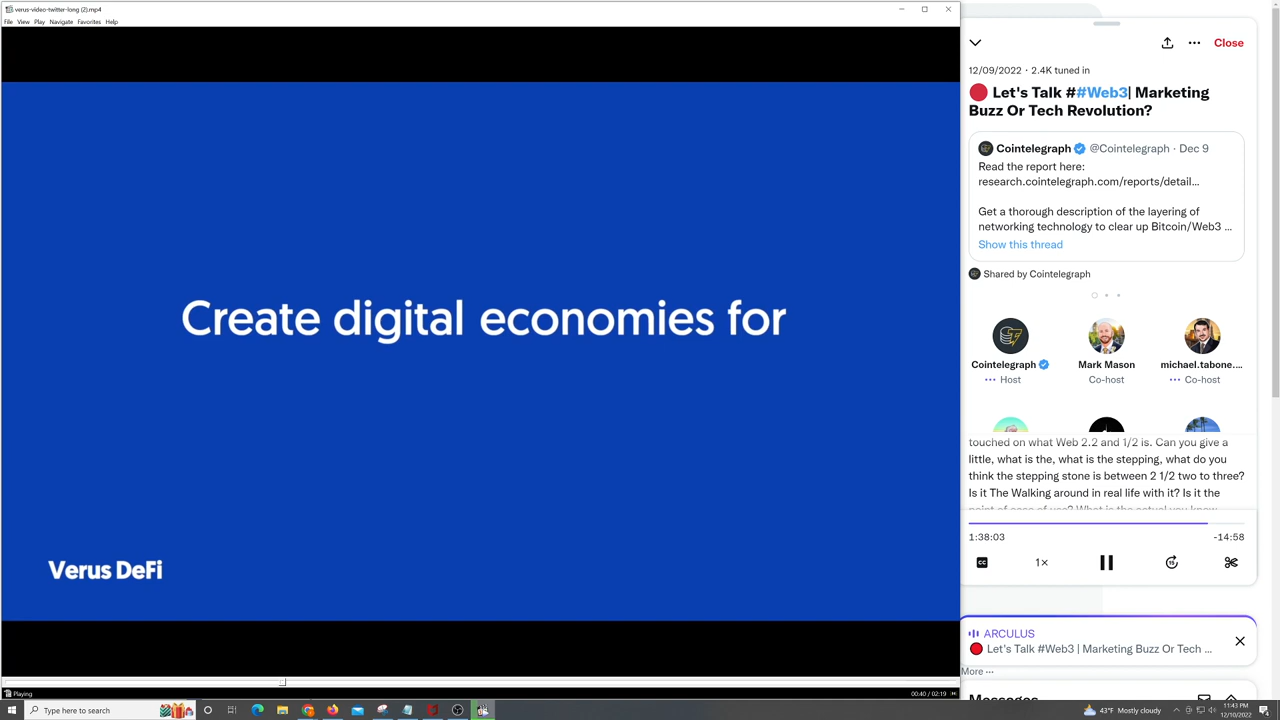 verus-video-twitter-long (2).mp4
File View Play Navigate Favorites Help
Create digital economies for
Verus DeFi
Playing
00:40 / 02:19
Close
12/09/2022 · 2.4K tuned in
Let's Talk ##Web3| Marketing
Buzz Or Tech Revolution?
Cointelegraph @Cointelegraph · Dec 9
Read the report here:
research.cointelegraph.com/reports/detail...
Get a thorough description of the layering of
networking technology to clear up Bitcoin/Web3 ...
Show this thread
Shared by Cointelegraph
Cointelegraph
Host
Mark Mason
Co-host
michael.tabone....
Co-host
touched on what Web 2.2 and 1/2 is. Can you give a
little, what is the, what is the stepping, what do you
think the stepping stone is between 2 1/2 two to three?
Is it The Walking around in real life with it? Is it the
1:38:03
-14:58
CC
1×
15
ARCULUS
Let's Talk #Web3 | Marketing Buzz Or Tech ...
More
Messages
Type here to search
43°F Mostly cloudy
11:43 PM
12/10/2022